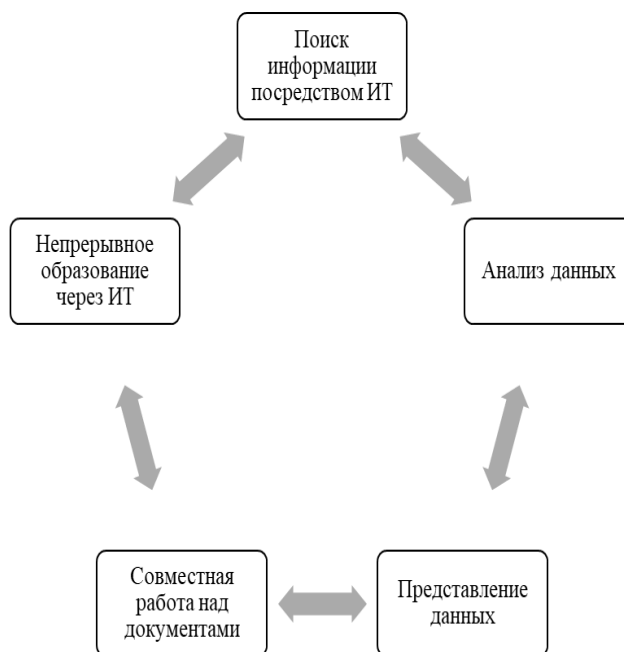 Поиск
информации
посредством ИТ
Непрерывное
образование
через ИТ
Анализ данных
Совместная
работа над
документами
Представление
данных